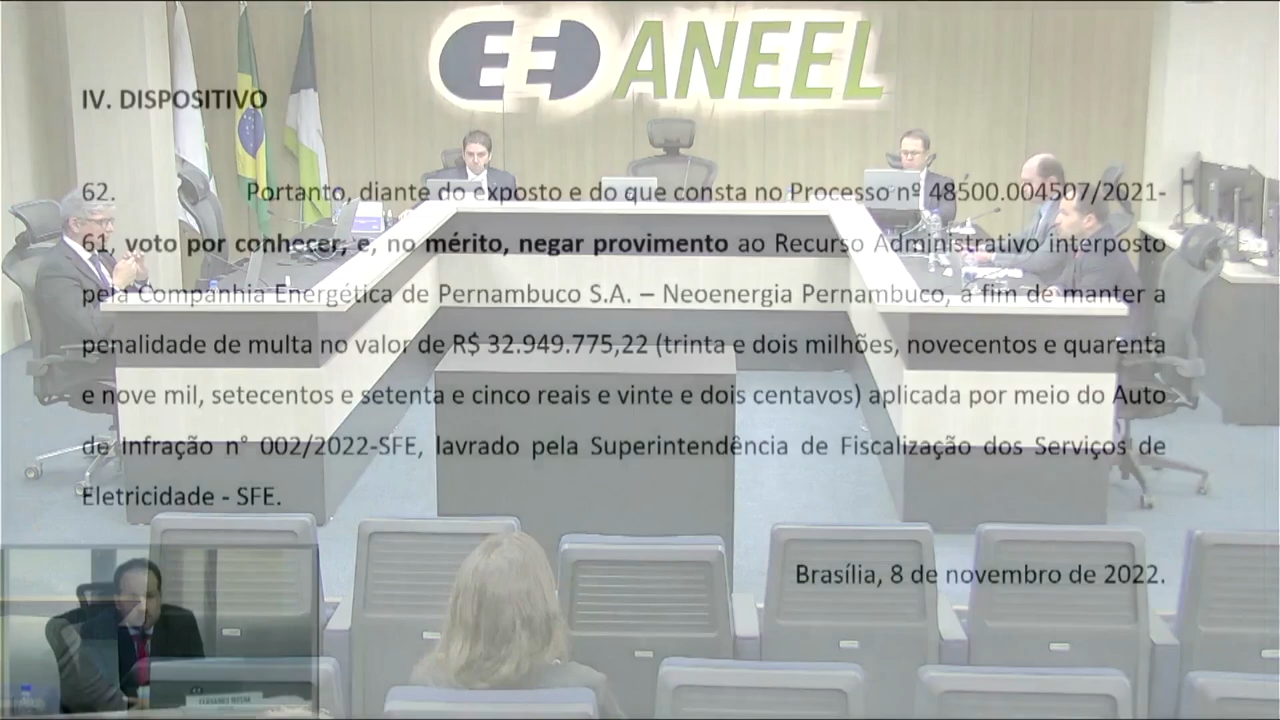 ANEEL
IV. DISPOSITIVO
62. Portanto, diante do exposto e do que consta no Processo nº 48500.004507/2021-
61, voto por conhecer, e, no mérito, negar provimento ao Recurso Administrativo interposto
pela Companhia Energética de Pernambuco S.A. – Neoenergia Pernambuco, a fim de manter a
penalidade de multa no valor de R$ 32.949.775,22 (trinta e dois milhões, novecentos e quarenta
e nove mil, setecentos e setenta e cinco reais e vinte e dois centavos) aplicada por meio do Auto
de Infração n° 002/2022-SFE, lavrado pela Superintendência de Fiscalização dos Serviços de
Eletricidade - SFE.
Brasília, 8 de novembro de 2022.